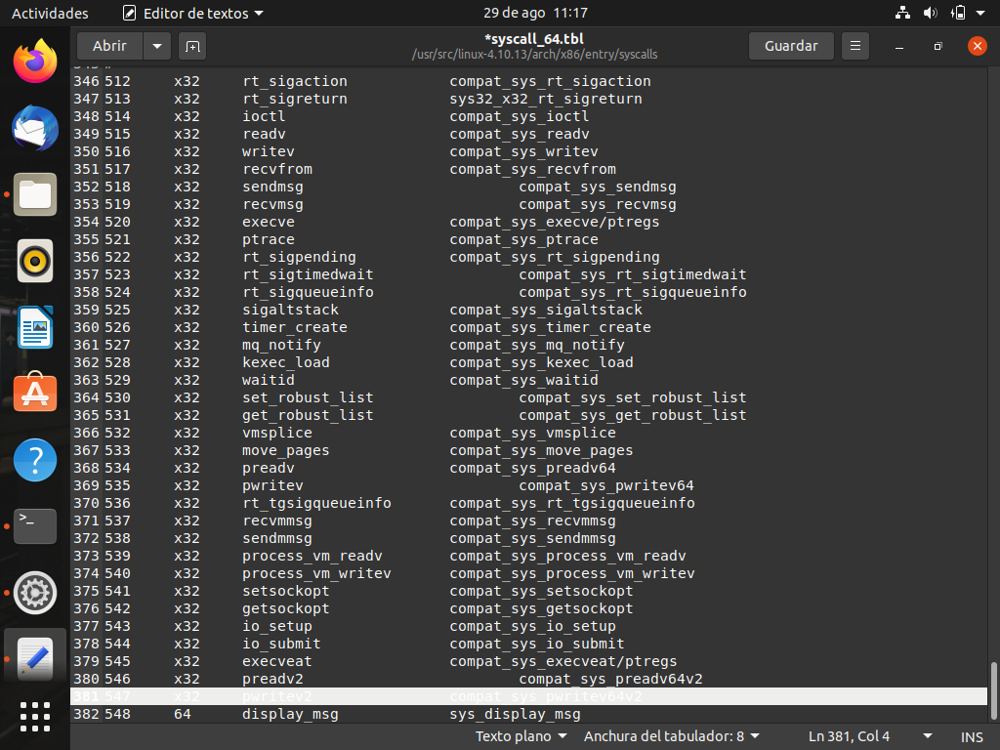 Actividades Editor de textos 29 de ago 11:17
Abrir *syscall_64.tbl Guardar
/usr/src/linux-4.10.13/arch/x86/entry/syscalls
346 512 x32 rt_sigaction compat_sys_rt_sigaction
347 513 x32 rt_sigreturn sys32_x32_rt_sigreturn
348 514 x32 ioctl compat_sys_ioctl
349 515 x32 readv compat_sys_readv
350 516 x32 writev compat_sys_writev
351 517 x32 recvfrom compat_sys_recvfrom
352 518 x32 sendmsg compat_sys_sendmsg
353 519 x32 recvmsg compat_sys_recvmsg
354 520 x32 execve compat_sys_execve/ptregs
355 521 x32 ptrace compat_sys_ptrace
356 522 x32 rt_sigpending compat_sys_rt_sigpending
357 523 x32 rt_sigtimedwait compat_sys_rt_sigtimedwait
358 524 x32 rt_sigqueueinfo compat_sys_rt_sigqueueinfo
359 525 x32 sigaltstack compat_sys_sigaltstack
360 526 x32 timer_create compat_sys_timer_create
361 527 x32 mq_notify compat_sys_mq_notify
362 528 x32 kexec_load compat_sys_kexec_load
363 529 x32 waitid compat_sys_waitid
364 530 x32 set_robust_list compat_sys_set_robust_list
365 531 x32 get_robust_list compat_sys_get_robust_list
366 532 x32 vmsplice compat_sys_vmsplice
367 533 x32 move_pages compat_sys_move_pages
368 534 x32 preadv compat_sys_preadv64
369 535 x32 pwritev compat_sys_pwritev64
370 536 x32 rt_tgsigqueueinfo compat_sys_rt_tgsigqueueinfo
371 537 x32 recvmmsg compat_sys_recvmmsg
372 538 x32 sendmmsg compat_sys_sendmmsg
373 539 x32 process_vm_readv compat_sys_process_vm_readv
374 540 x32 process_vm_writev compat_sys_process_vm_writev
375 541 x32 setsockopt compat_sys_setsockopt
376 542 x32 getsockopt compat_sys_getsockopt
377 543 x32 io_setup compat_sys_io_setup
378 544 x32 io_submit compat_sys_io_submit
379 545 x32 execveat compat_sys_execveat/ptregs
380 546 x32 preadv2 compat_sys_preadv64v2
381 547 x32 pwritev2 compat_sys_pwritev64v2
382 548 64 display_msg sys_display_msg
Texto plano Anchura del tabulador: 8 Ln 381, Col 4 INS